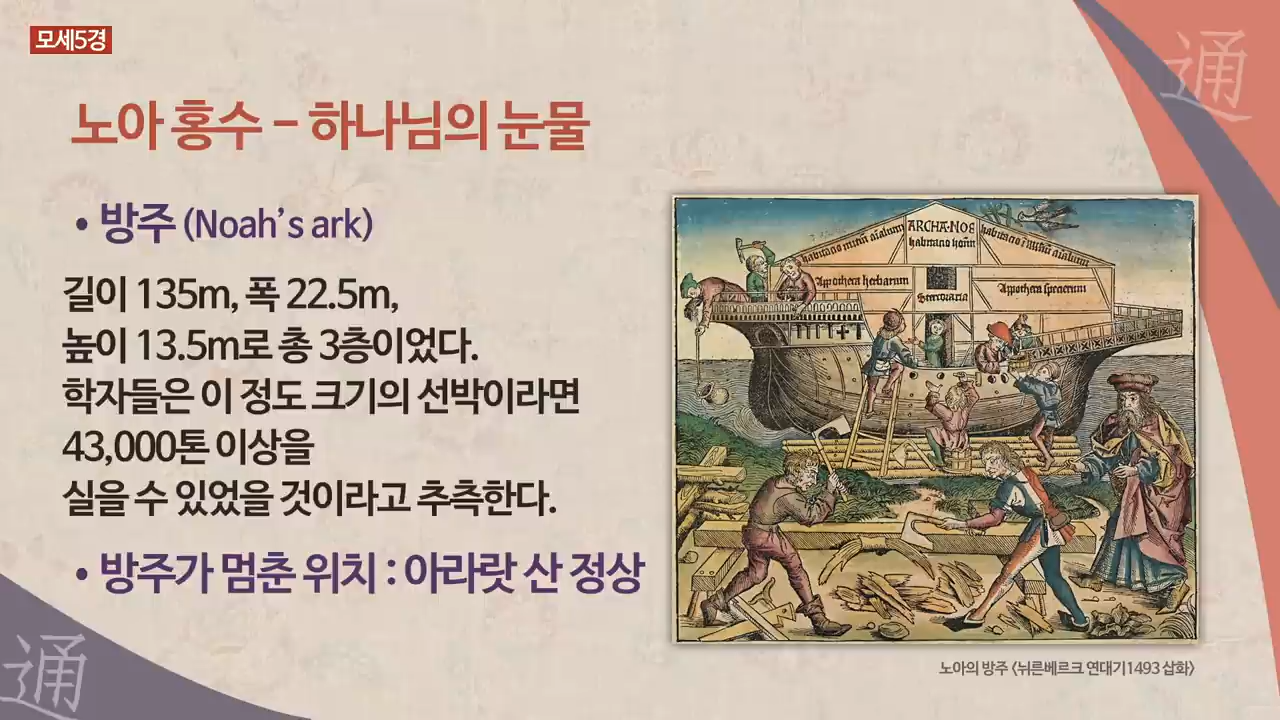 모세5경
通
노아 홍수 - 하나님의 눈물
• 방주 (Noah's ark)
길이 135m, 폭 22.5m,
높이 13.5m로 총 3층이었다.
학자들은 이 정도 크기의 선박이라면
43,000톤 이상을
실을 수 있었을 것이라고 추측한다.
• 방주가 멈춘 위치 : 아라랏 산 정상
ARCHA·NOE
habitatio hoīm
Appotheca herbarum
Stercoraria
Appotheca specierum
노아의 방주 〈뉘른베르크 연대기1493 삽화〉
通